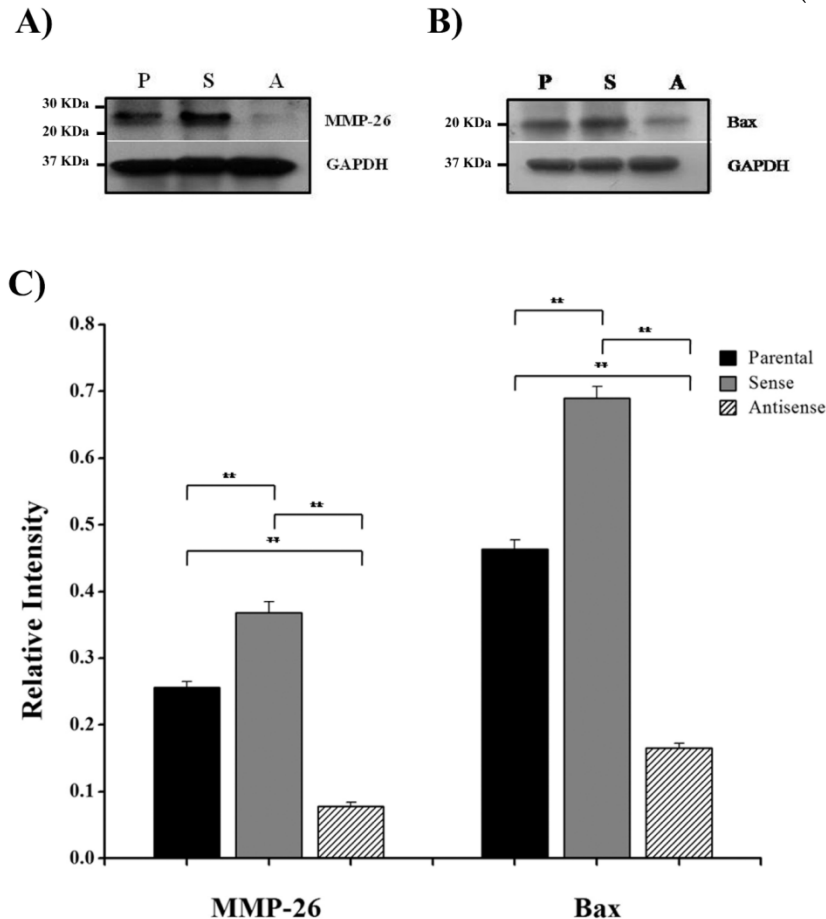 (
A)
B)
P S A
30 KDa
20 KDa
37 KDa
MMP-26
GAPDH
P S A
20 KDa
37 KDa
Bax
GAPDH
C)
Relative Intensity
0.8
0.7
0.6
0.5
0.4
0.3
0.2
0.1
0.0
**
**
**
**
**
**
Parental
Sense
Antisense
MMP-26 Bax